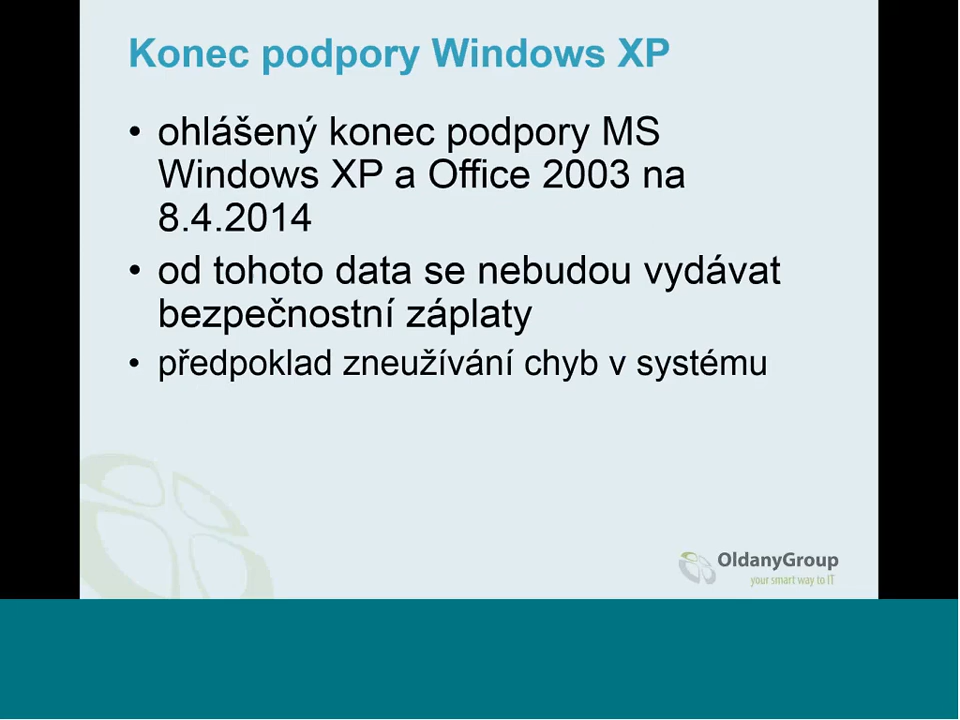 Konec podpory Windows XP
• ohlášený konec podpory MS
Windows XP a Office 2003 na
8.4.2014
• od tohoto data se nebudou vydávat
bezpečnostní záplaty
• předpoklad zneužívání chyb v systému
OldanyGroup
your smart way to IT